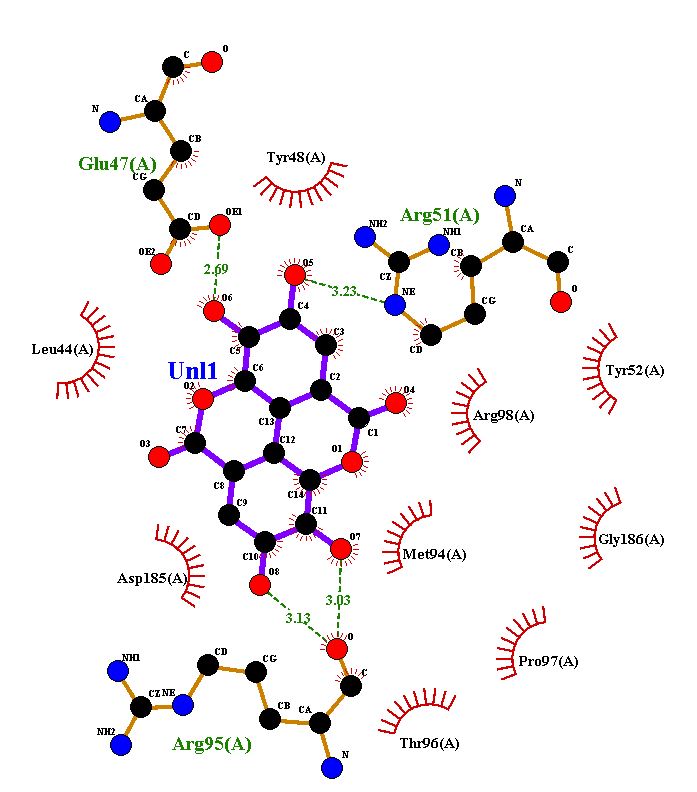 C
O
CA
N
CB
Glu47(A)
CG
Tyr48(A)
N
CD
OE1
Arg51(A)
NH2
NH1
CA
OE2
CB
C
CZ
2.69
O5
3.23
NE
O
O6
C4
CG
C3
CD
C5
Leu44(A)
Unl1
C6
C2
Tyr52(A)
O2
O4
C13
Arg98(A)
C1
C7
C12
O3
O1
C8
C14
C9
C11
O7
Gly186(A)
C10
Met94(A)
O8
Asp185(A)
3.03
3.13
O
CD
CG
NH1
C
Pro97(A)
CZ
NE
CB
CA
NH2
Arg95(A)
Thr96(A)
N